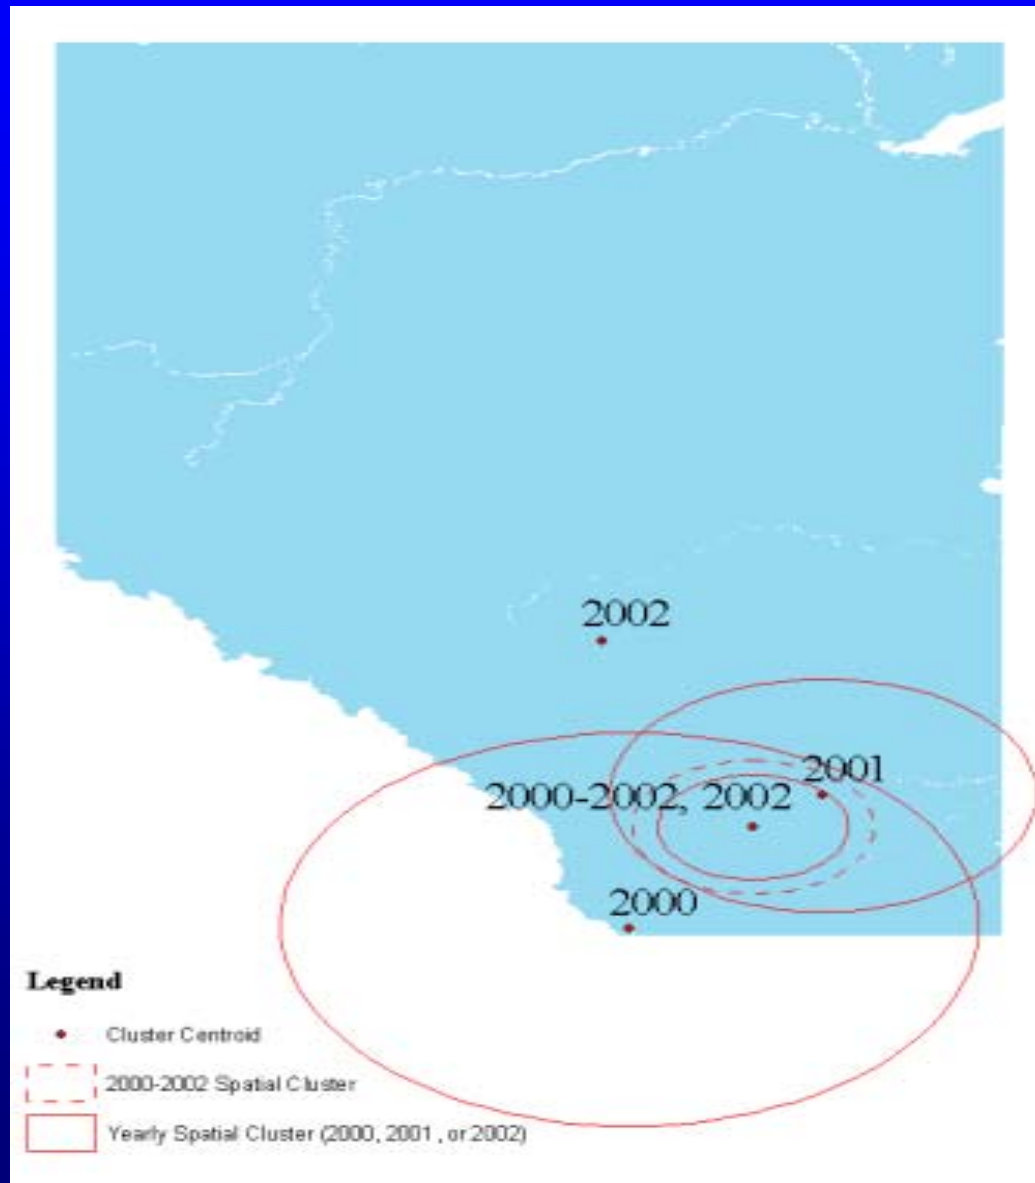 2002
2001
2000-2002, 2002
2000
Legend
Cluster Centroid
2000-2002 Spatial Cluster
Yearly Spatial Cluster (2000, 2001, or 2002)